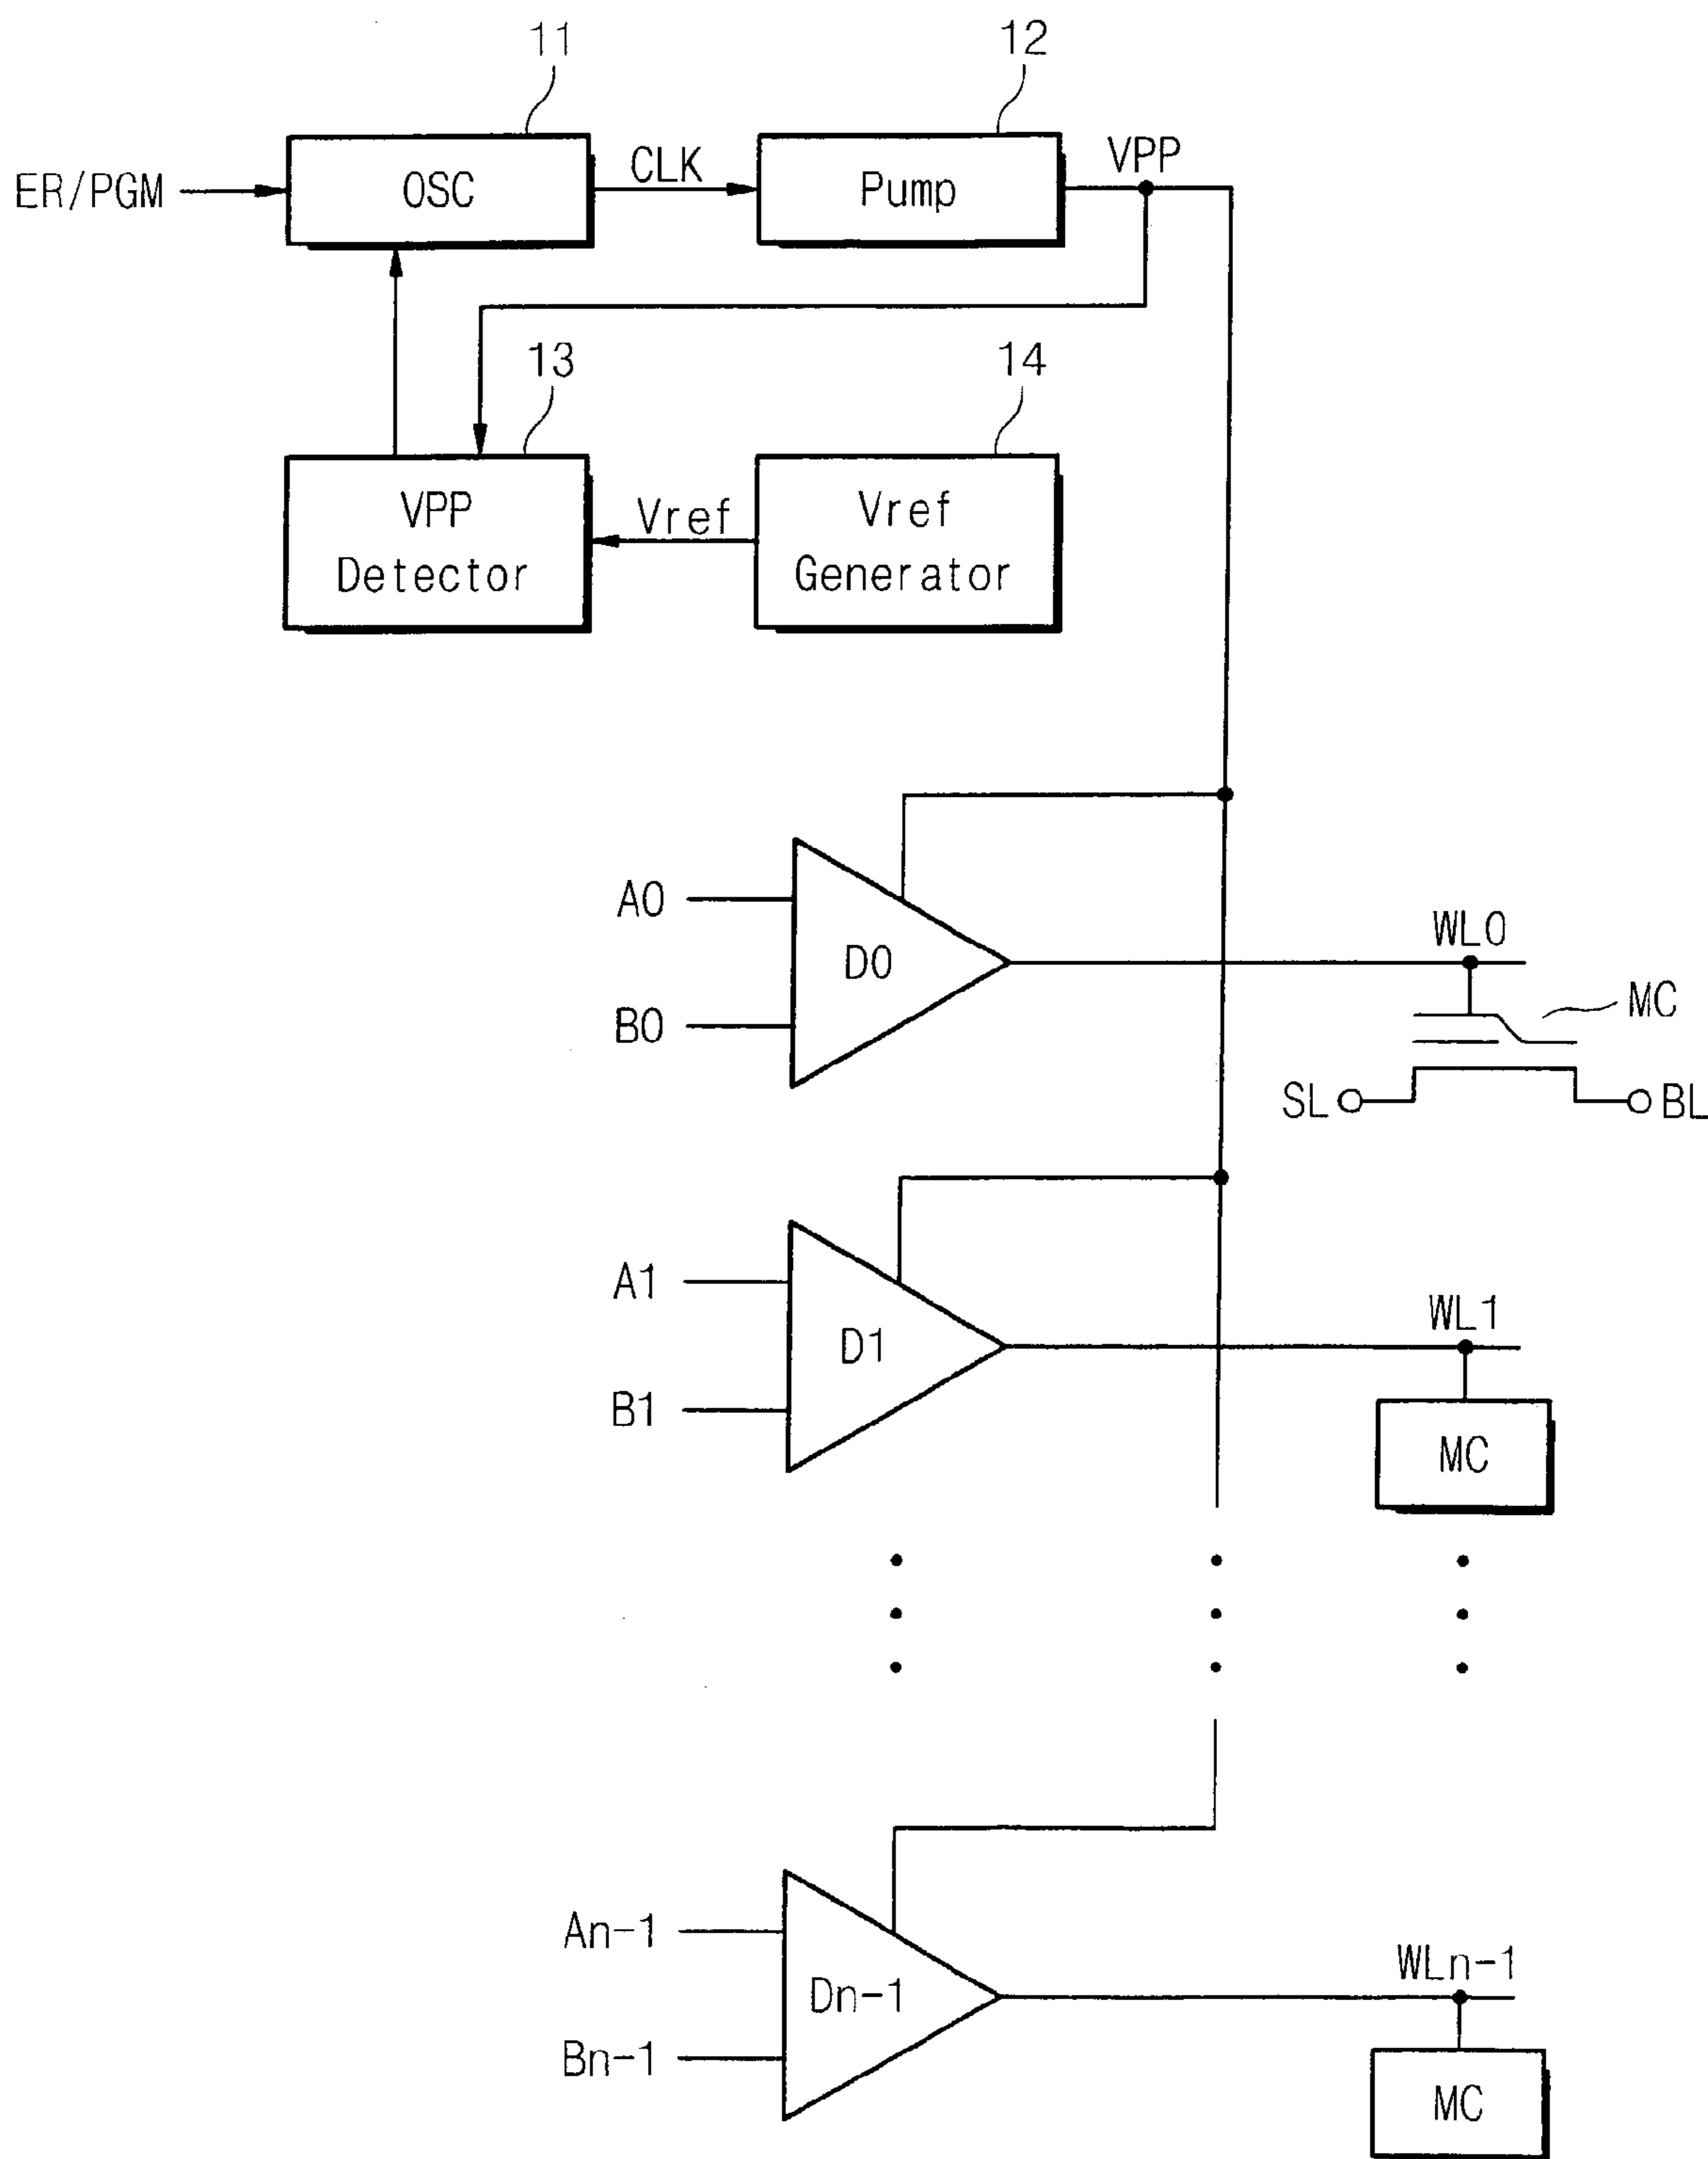 11
12
ER/PGM
OSC
CLK
Pump
VPP
13
14
VPP
Detector
Vref
Vref
Generator
A0
B0
D0
WL0
MC
SL
BL
A1
B1
D1
WL1
MC
An-1
Bn-1
Dn-1
WLn-1
MC